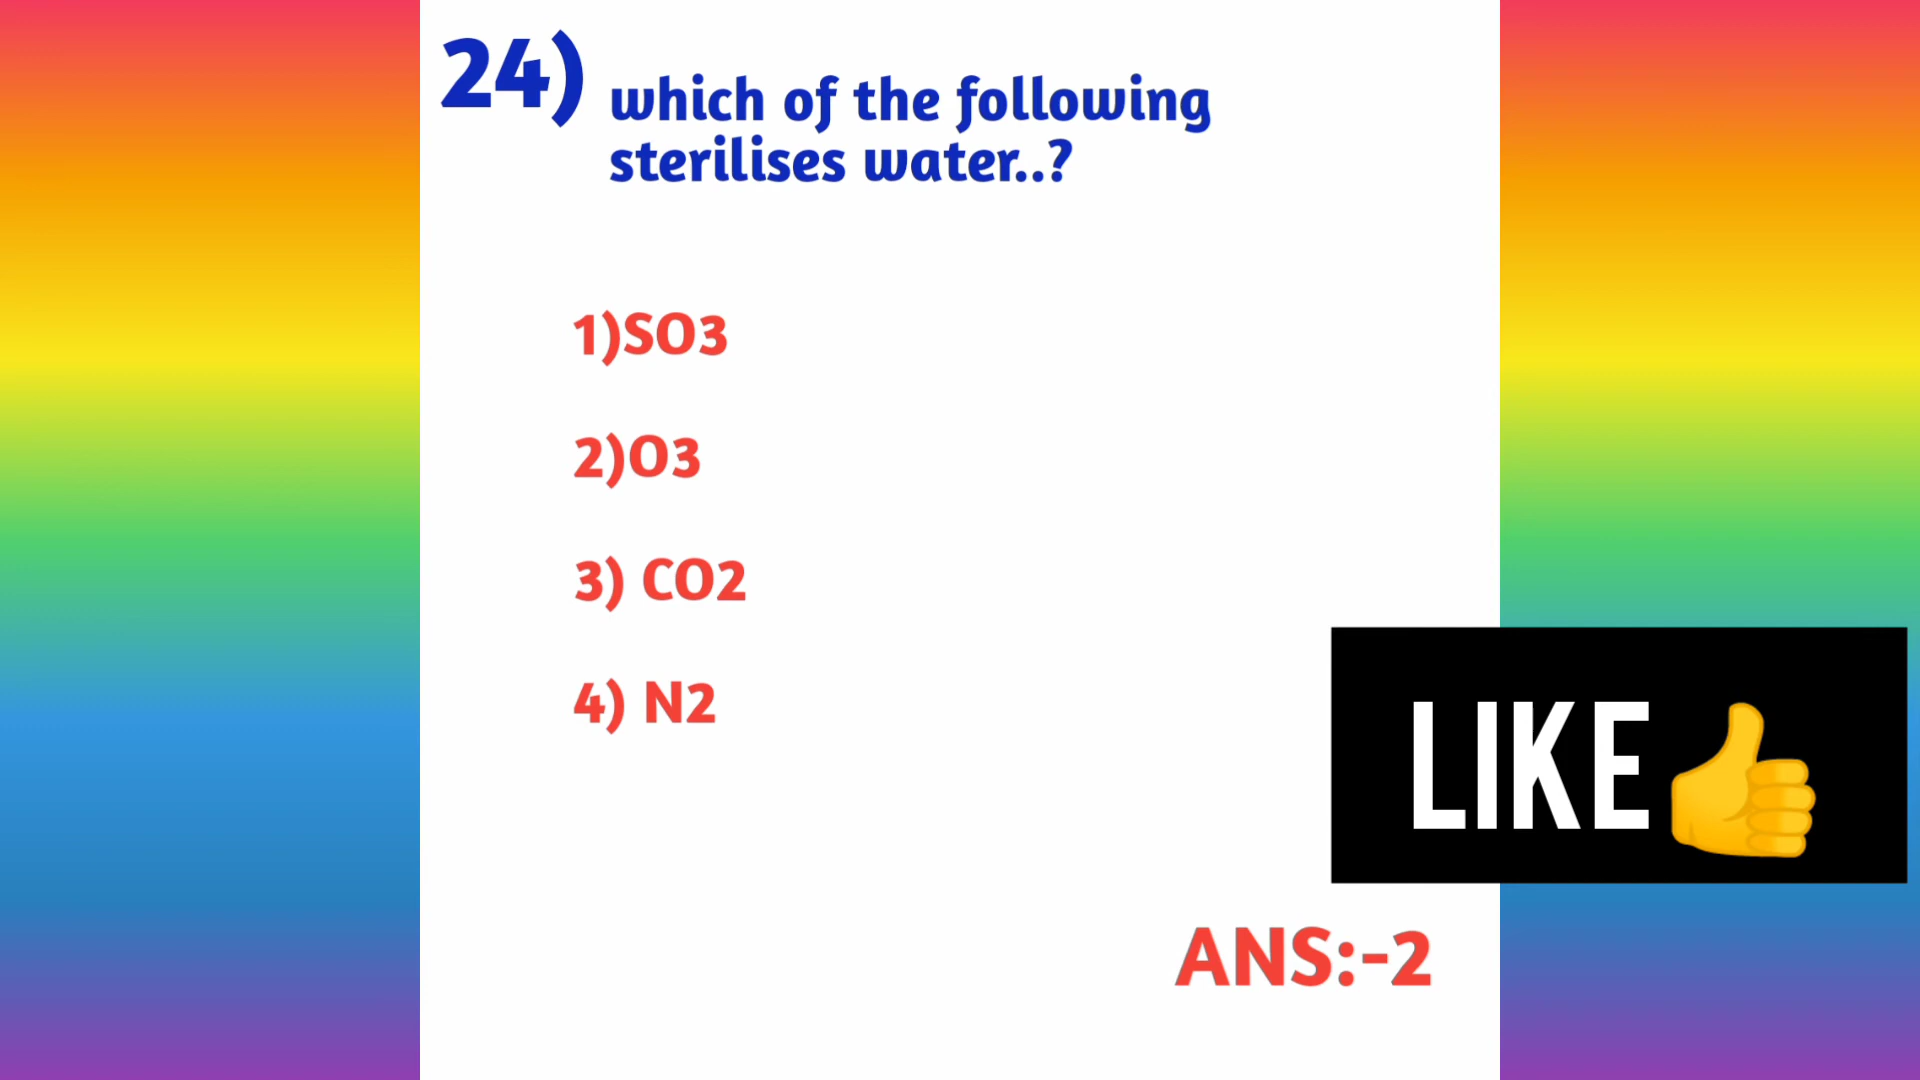 24) which of the following
sterilises water..?
1)SO3
2)O3
3) CO2
4) N2
LIKE👍
ANS:-2